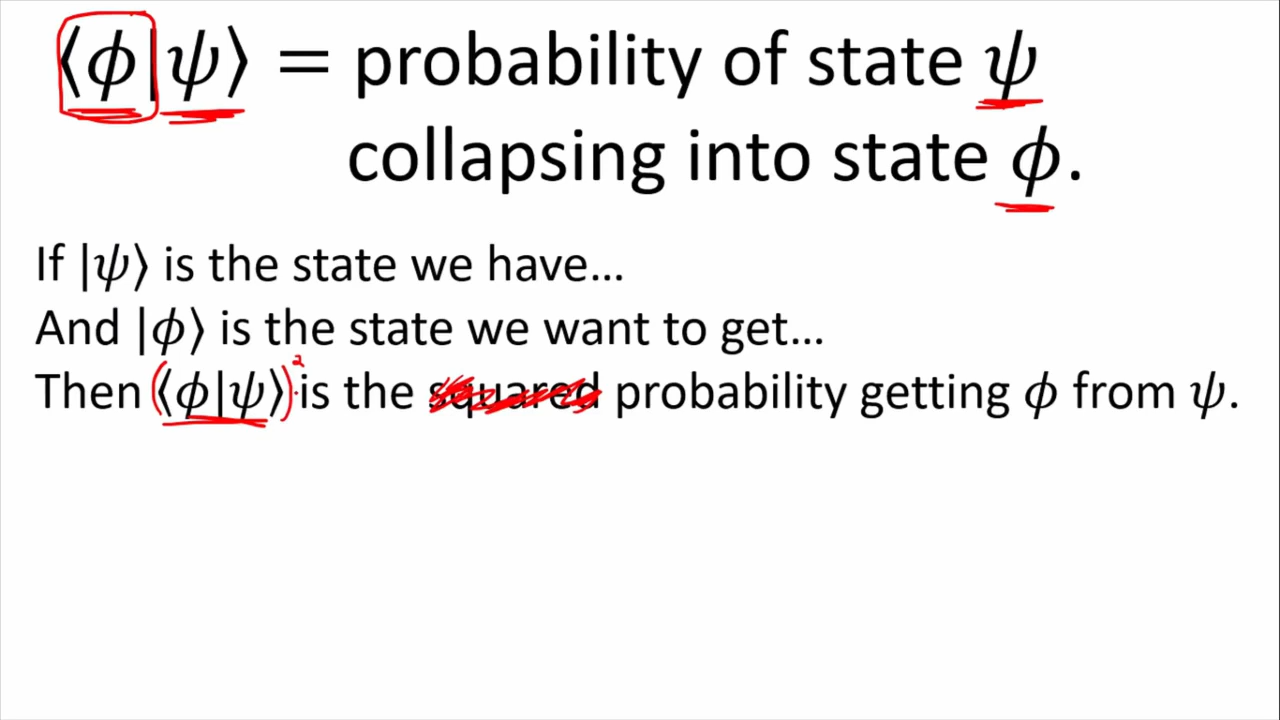 ⟨ϕ|ψ⟩ = probability of state ψ
collapsing into state ϕ.
If |ψ⟩ is the state we have...
And |ϕ⟩ is the state we want to get...
Then (⟨ϕ|ψ⟩)² is the squared probability getting ϕ from ψ.